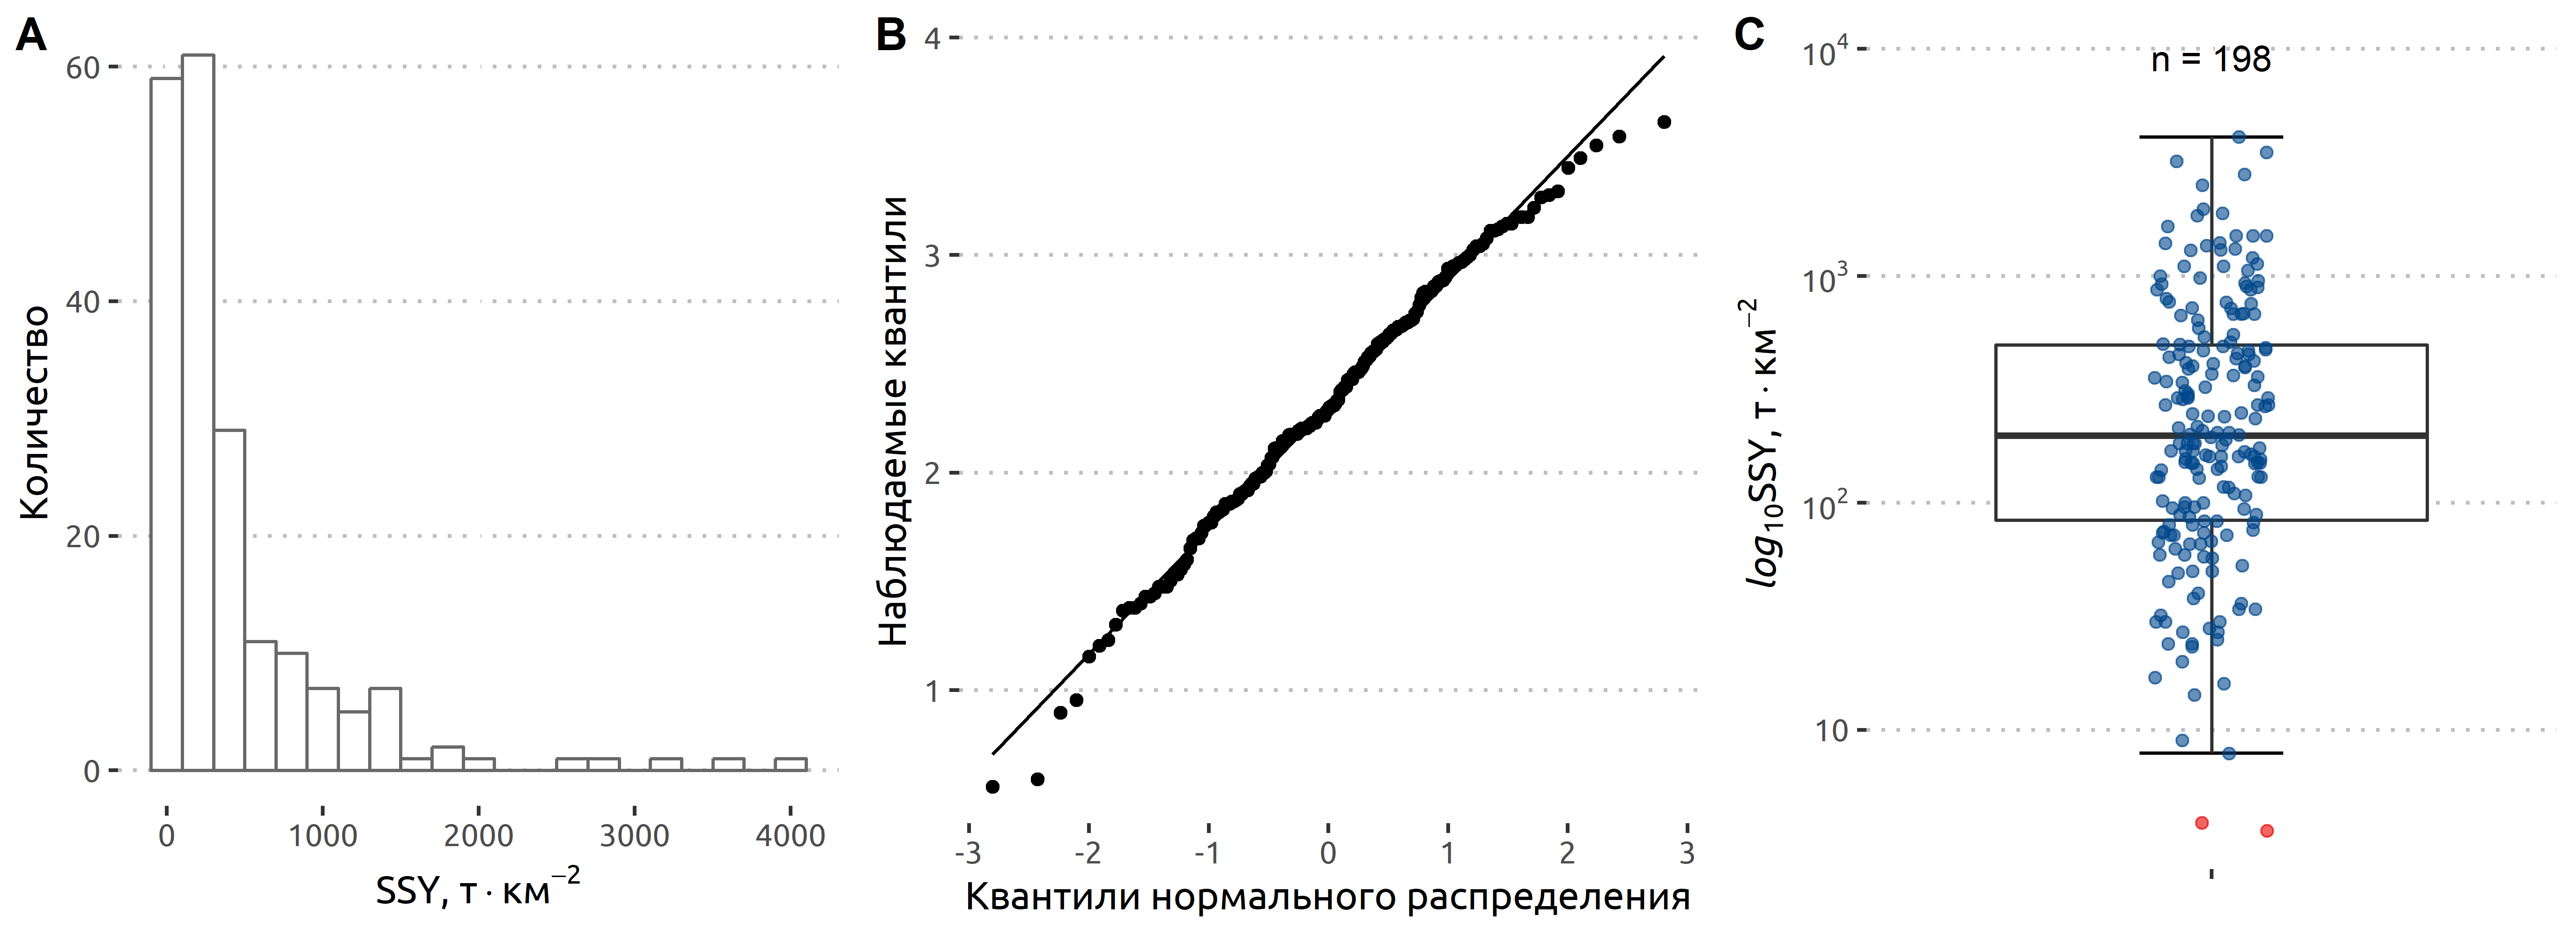 A
Количество
60
40
20
0
0 1000 2000 3000 4000
SSY, т · км⁻²
B
Наблюдаемые квантили
4
3
2
1
-3 -2 -1 0 1 2 3
Квантили нормального распределения
C
log₁₀SSY, т · км⁻²
10⁴
10³
10²
10
n = 198